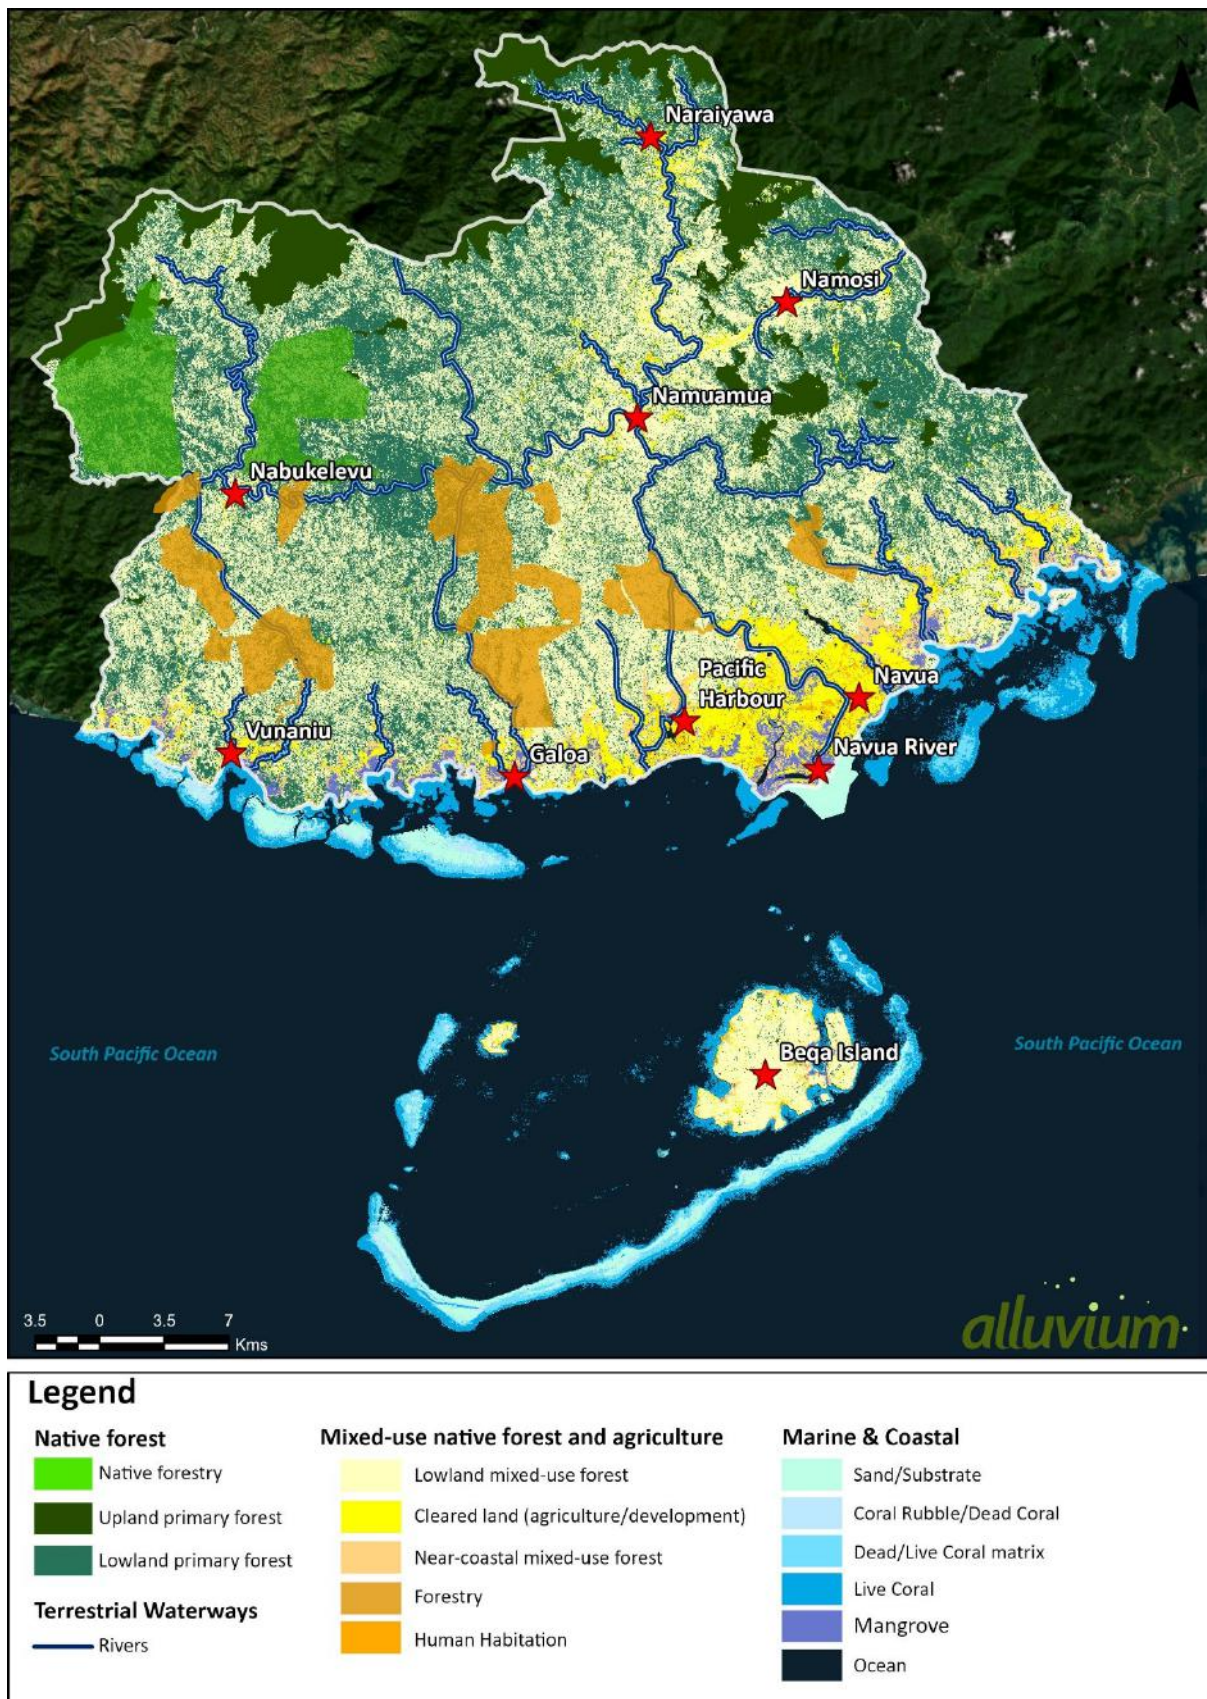 N
Naraiyawa
Namosi
Namuamua
Nabukelevu
Pacific
Harbour
Navua
Vunaniu
Galoa
Navua River
South Pacific Ocean
Beqa Island
South Pacific Ocean
3.5 0 3.5 7
Kms
alluvium
Legend
Native forest
Native forestry
Upland primary forest
Lowland primary forest
Terrestrial Waterways
Rivers
Mixed-use native forest and agriculture
Lowland mixed-use forest
Cleared land (agriculture/development)
Near-coastal mixed-use forest
Forestry
Human Habitation
Marine & Coastal
Sand/Substrate
Coral Rubble/Dead Coral
Dead/Live Coral matrix
Live Coral
Mangrove
Ocean